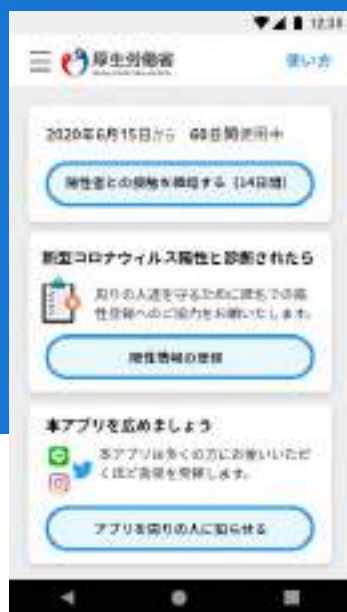 12:30
厚生労働省
使い方
2020年6月15日から 60日間使用中
陽性者との接触を確認する（14日間）
新型コロナウィルス陽性と診断されたら
周りの人達を守るために匿名での陽
性登録へのご協力をお願いいたします。
陽性情報の登録
本アプリを広めましょう
本アプリは多くの方にお使いいただ
くほど効果を発揮します。
アプリを周りの人に知らせる